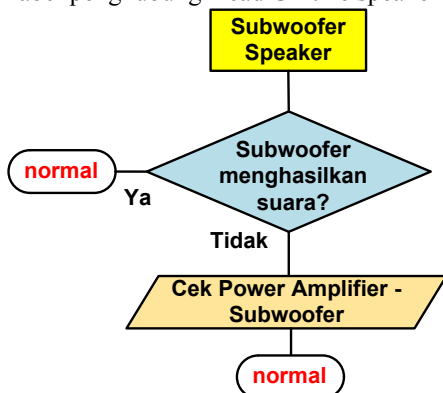 Subwoofer
Speaker
Subwoofer
menghasilkan
suara?
normal
Ya
Tidak
Cek Power Amplifier -
Subwoofer
normal